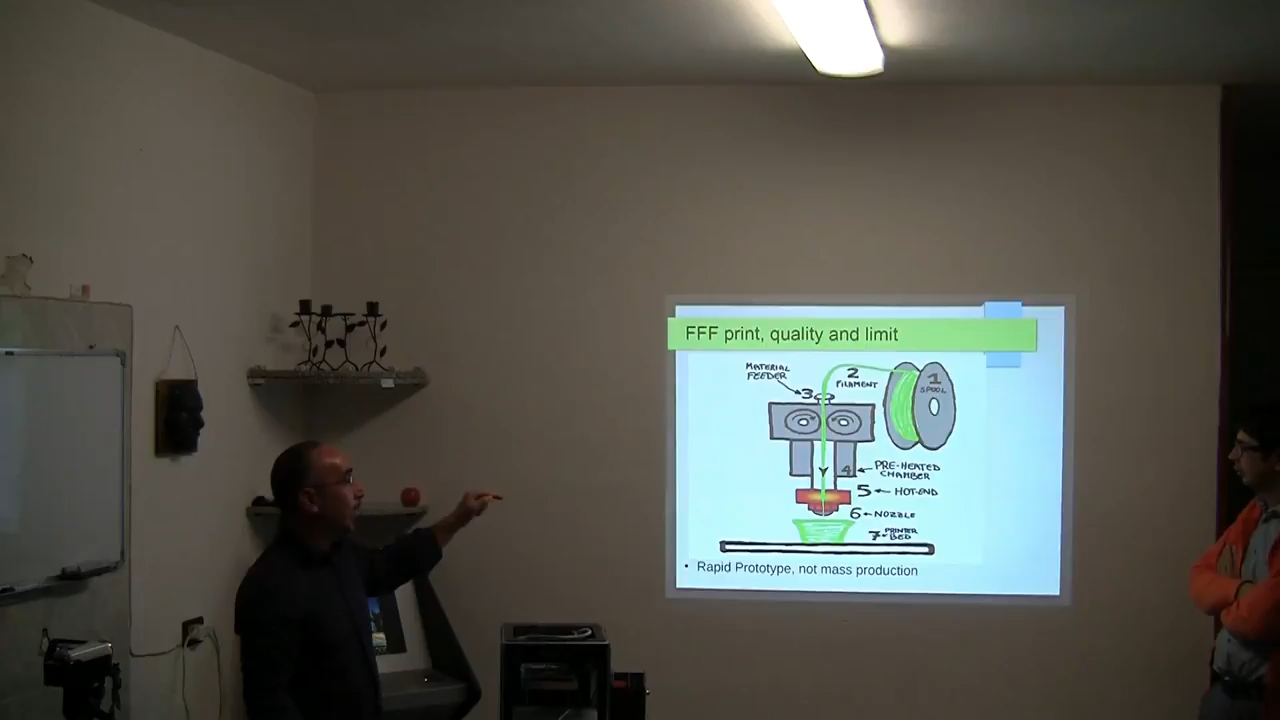 FFF print, quality and limit
MATERIAL
FEEDER
3
2
FILAMENT
1
SPOOL
4
PRE-HEATED
CHAMBER
5 HOT-END
6 NOZZLE
7 PRINTER
BED
• Rapid Prototype, not mass production